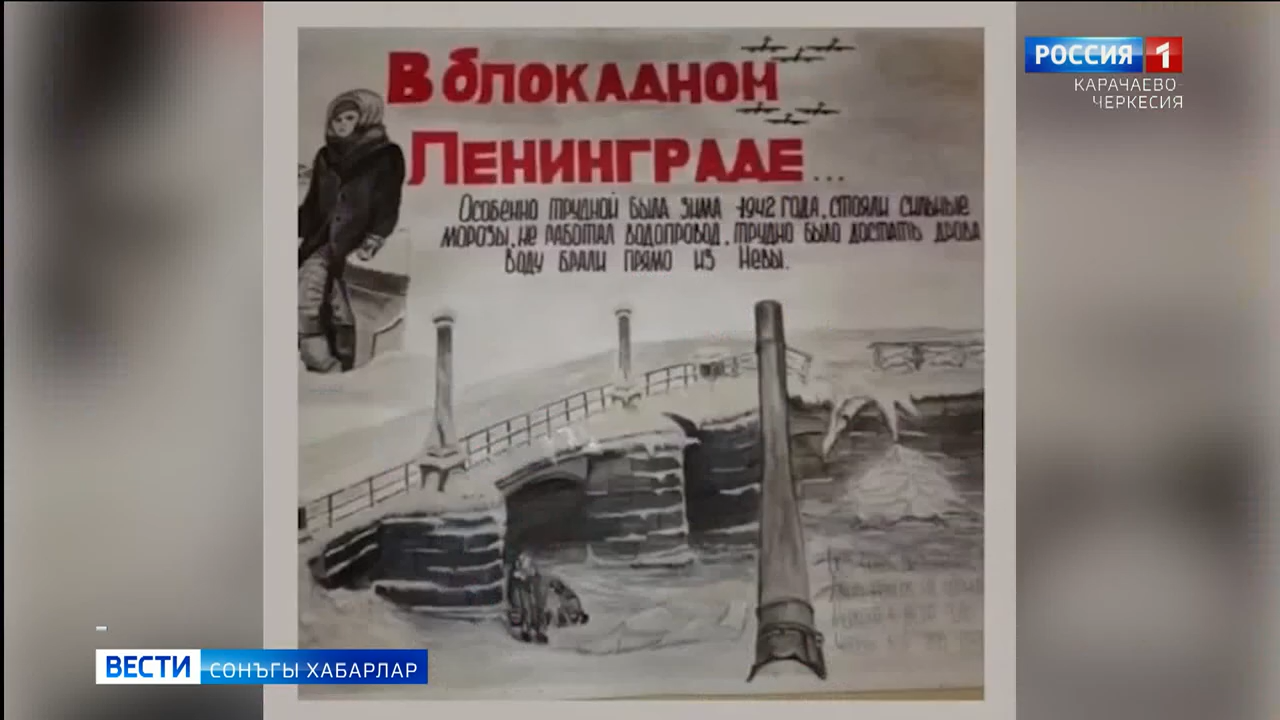 В блокадном
Ленинграде...
Особенно трудной была зима 1942 года, стояли сильные
морозы, не работал водопровод, трудно было достать дрова
воду брали прямо из Невы.
РОССИЯ 1
КАРАЧАЕВО-
ЧЕРКЕСИЯ
ВЕСТИ СОНЪГЫ ХАБАРЛАР